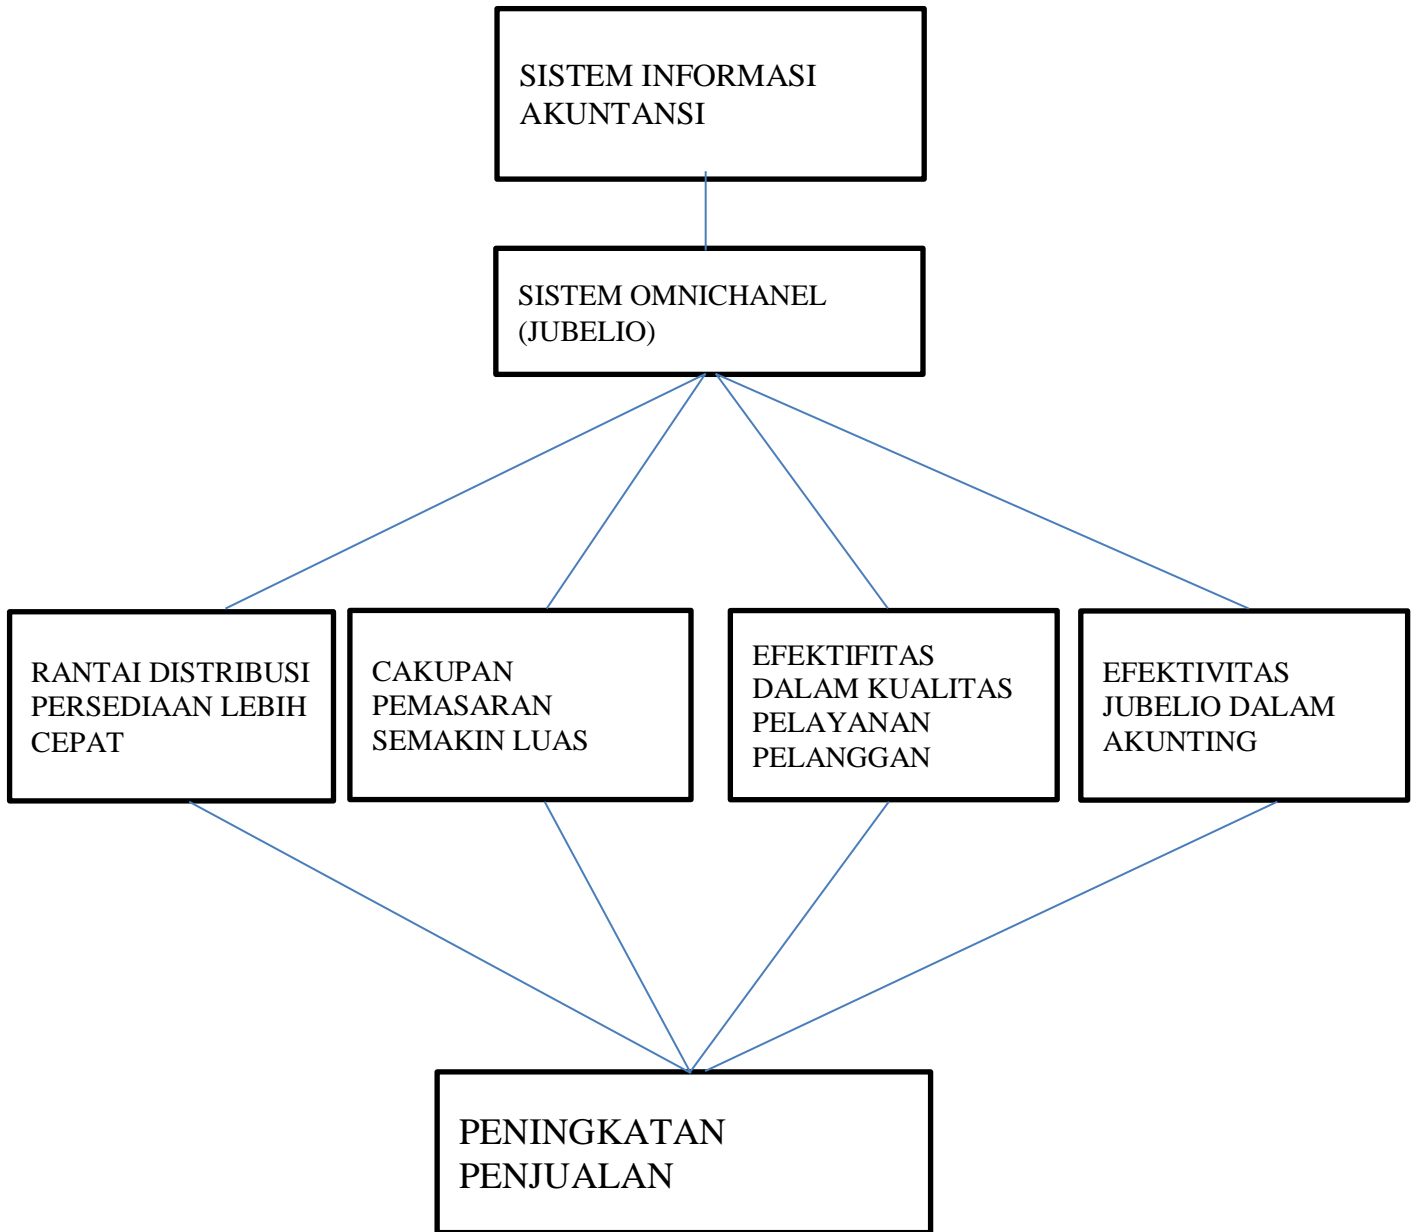 SISTEM INFORMASI
AKUNTANSI
SISTEM OMNICHANEL
(JUBELIO)
RANTAI DISTRIBUSI
PERSEDIAAN LEBIH
CEPAT
CAKUPAN
PEMASARAN
SEMAKIN LUAS
EFEKTIFITAS
DALAM KUALITAS
PELAYANAN
PELANGGAN
EFEKTIVITAS
JUBELIO DALAM
AKUNTING
PENINGKATAN
PENJUALAN